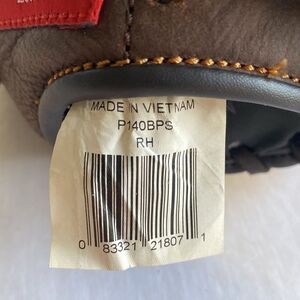 MADE IN VIETNAM
P140BPS
RH
0 83321 21807 1